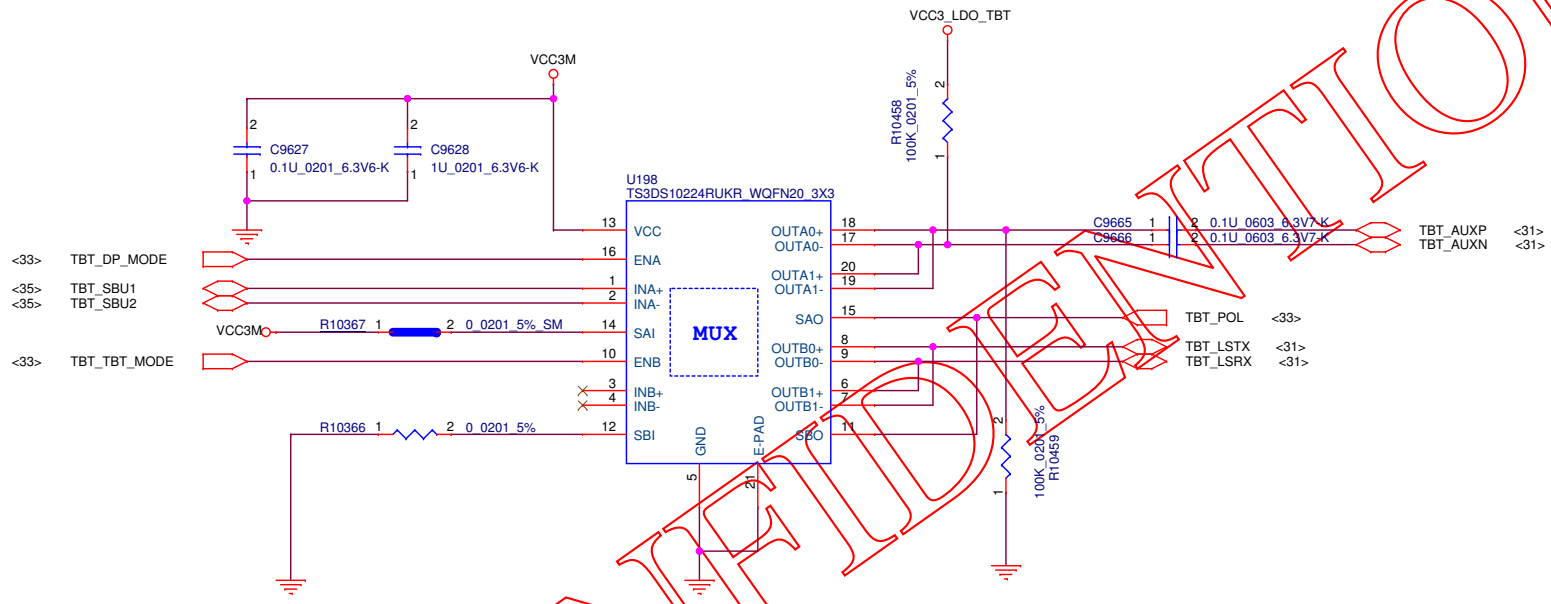 VCC3_LDO_TBT
VCC3M
2
R10458
100K_0201_5%
1
2
C9627
0.1U_0201_6.3V6-K
1
2
C9628
1U_0201_6.3V6-K
1
U198
TS3DS10224RUKR_WQFN20_3X3
13 VCC
OUTA0+ 18
C9665 1 2 0.1U_0603_6.3V7-K
TBT_AUXP <31>
OUTA0- 17
C9666 1 2 0.1U_0603_6.3V7-K
TBT_AUXN <31>
<33> TBT_DP_MODE
16 ENA
OUTA1+ 20
<35> TBT_SBU1
1 INA+
OUTA1- 19
<35> TBT_SBU2
2 INA-
SAO 15
TBT_POL <33>
VCC3M
R10367 1 2 0_0201_5%_SM
14 SAI
MUX
OUTB0+ 8
TBT_LSTX <31>
<33> TBT_TBT_MODE
10 ENB
OUTB0- 9
TBT_LSRX <31>
3 INB+
OUTB1+ 6
4 INB-
OUTB1- 7
R10366 1 2 0_0201_5%
12 SBI
SBO 11
GND
E-PAD
5
21
2
100K_0201_5%
R10459
1
FIDENTIO